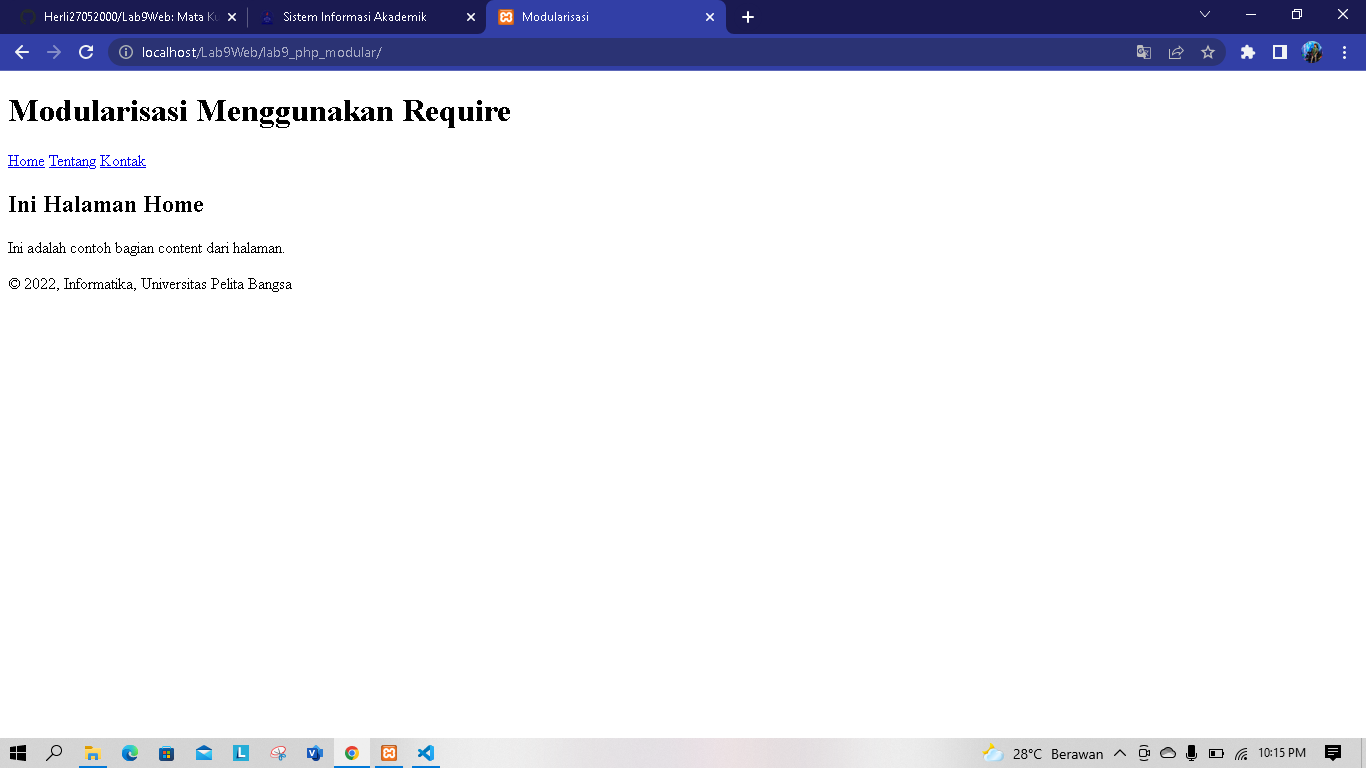 Herli27052000/Lab9Web: Mata Ku
Sistem Informasi Akademik
Modularisasi
localhost/Lab9Web/lab9_php_modular/
Modularisasi Menggunakan Require
Home Tentang Kontak
Ini Halaman Home
Ini adalah contoh bagian content dari halaman.
© 2022, Informatika, Universitas Pelita Bangsa
28°C Berawan 10:15 PM